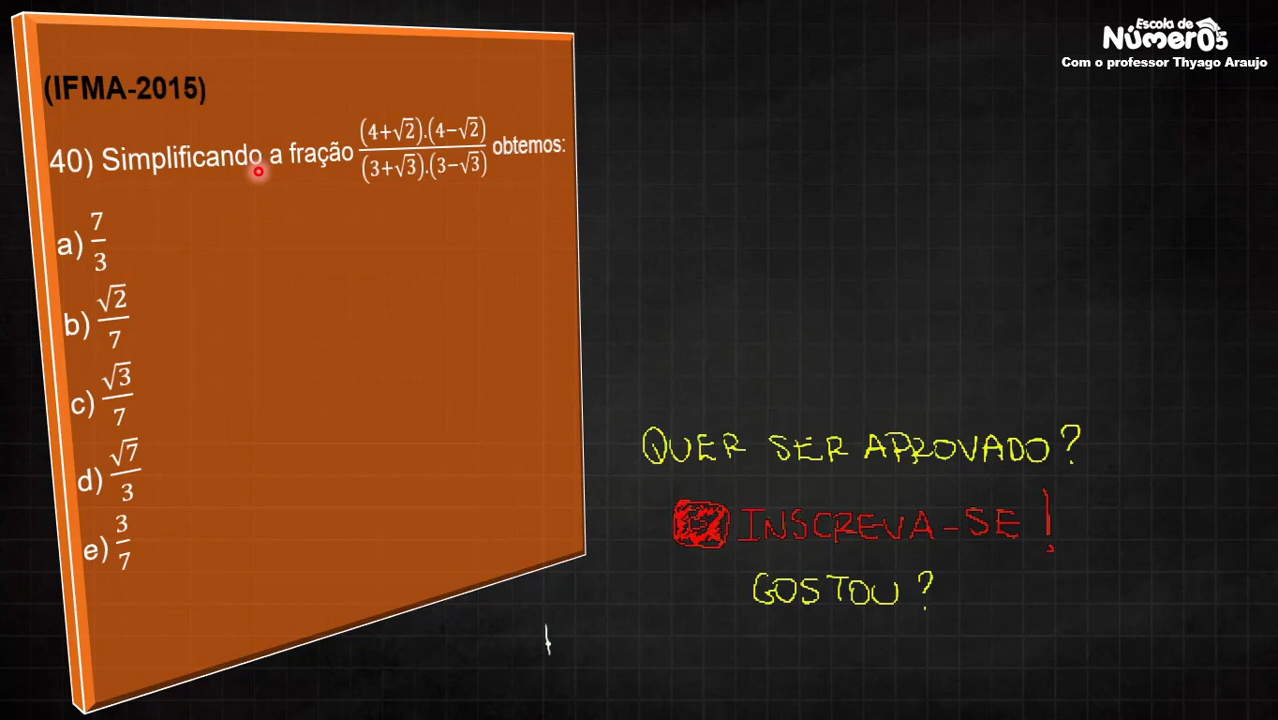 Escola de
NúmerOs
Com o professor Thyago Araujo
(IFMA-2015)
40) Simplificando a fração (4+√2).(4−√2)/(3+√3).(3−√3) obtemos:
a) 7/3
b) √2/7
c) √3/7
d) √7/3
e) 3/7
QUER SER APROVADO?
INSCREVA-SE!
GOSTOU?